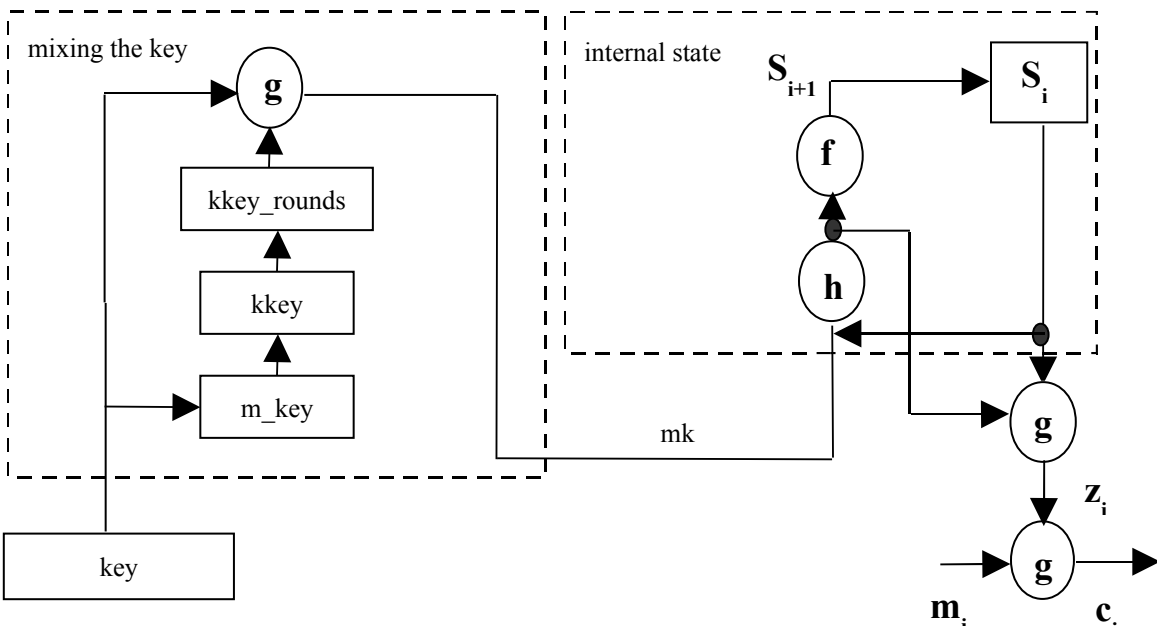 mixing the key
g
kkey_rounds
kkey
m_key
key
mk
internal state
S i+1
S i
f
h
g
z i
g
m i
c